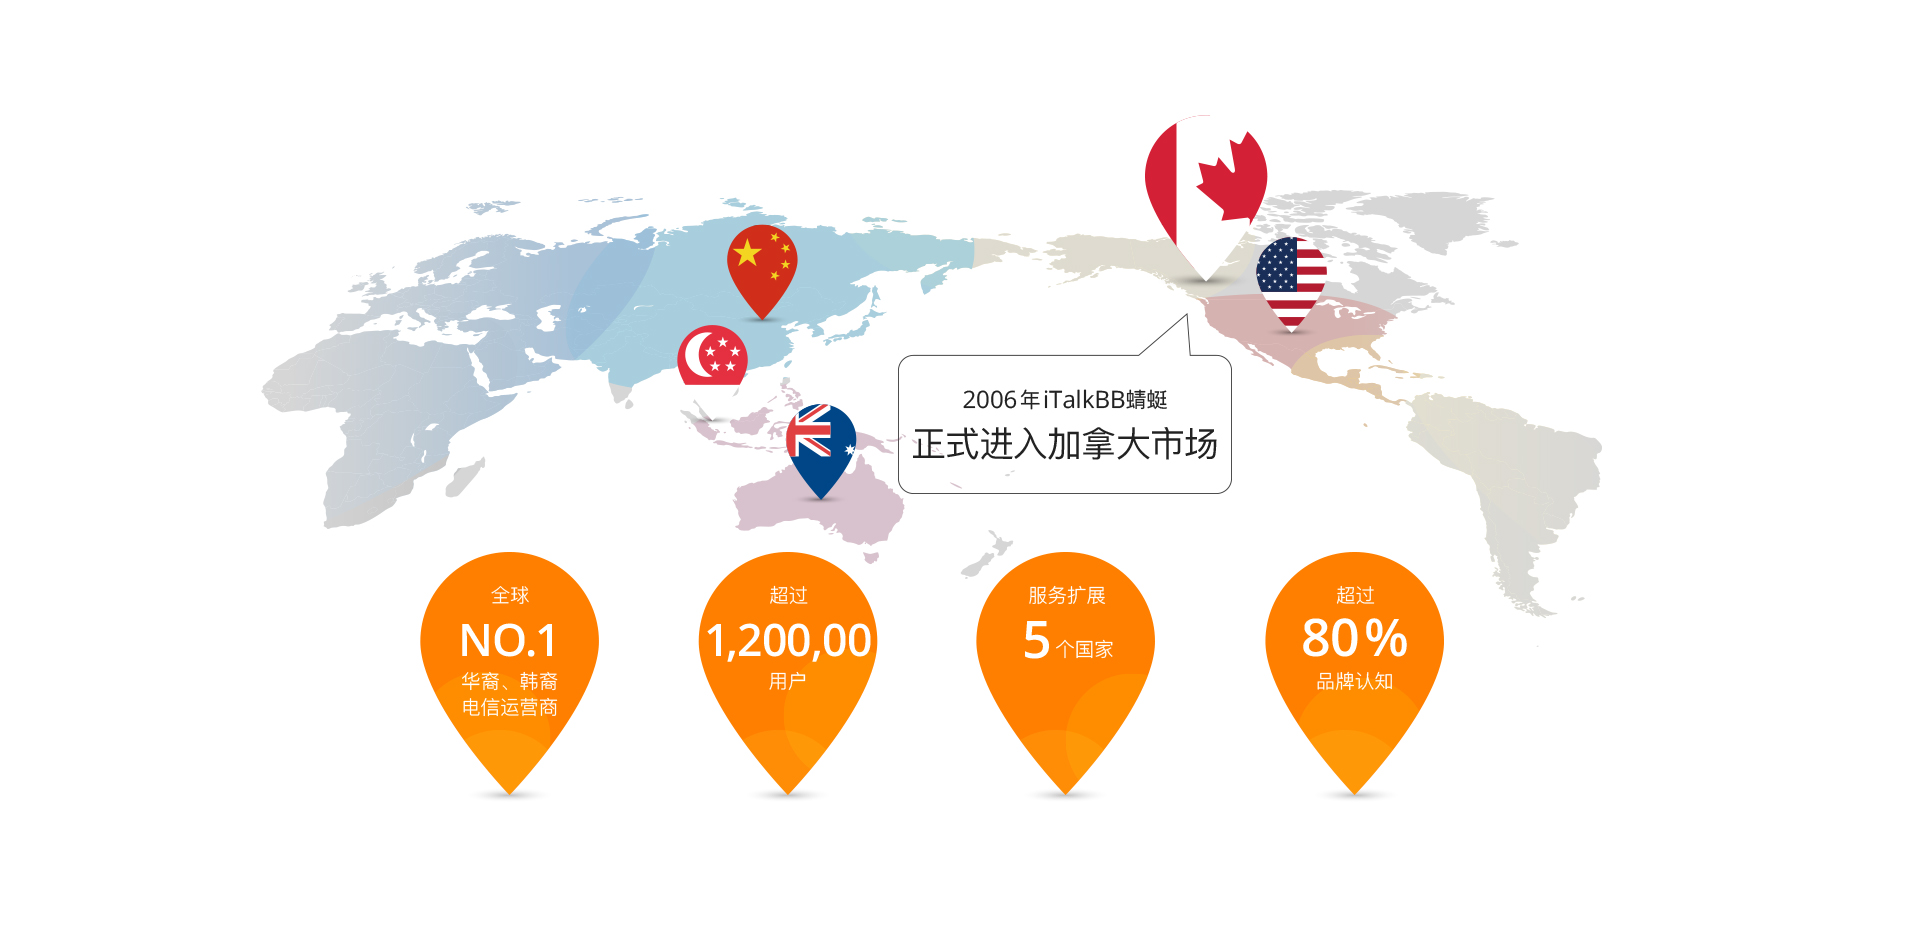 2006年iTalkBB蜻蜓
正式进入加拿大市场
全球
NO.1
华裔、韩裔
电信运营商
超过
1,200,00
用户
服务扩展
5个国家
超过
80%
品牌认知